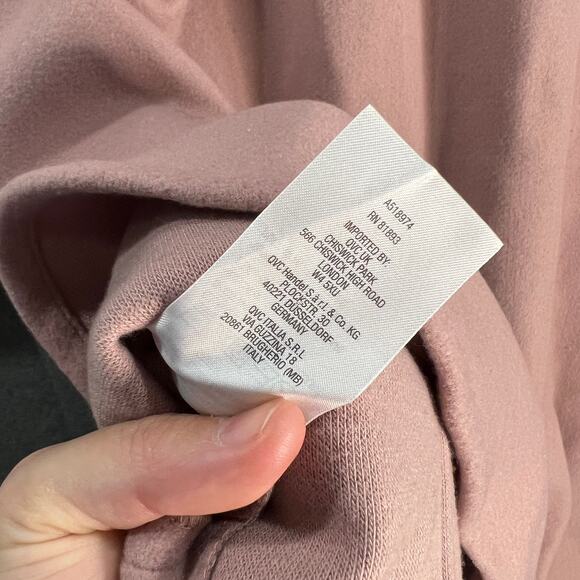 A518974
RN 81893
IMPORTED BY:
QVC UK
CHISWICK PARK
566 CHISWICK HIGH ROAD
LONDON
W4 5XU
QVC Handel S.à r.l. & Co. KG
PLOCKSTR. 30
40221 DÜSSELDORF
GERMANY
QVC ITALIA S.R.L
VIA GUZZINA 18
20861 BRUGHERIO (MB)
ITALY